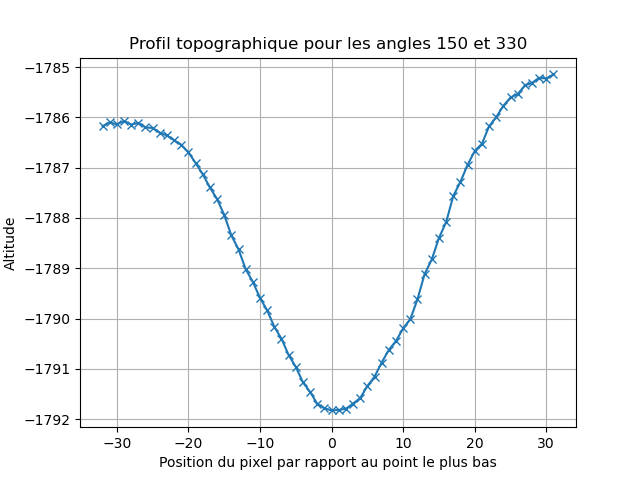 Profil topographique pour les angles 150 et 330
−1785
−1786
−1787
−1788
−1789
−1790
−1791
−1792
Altitude
−30 −20 −10 0 10 20 30
Position du pixel par rapport au point le plus bas